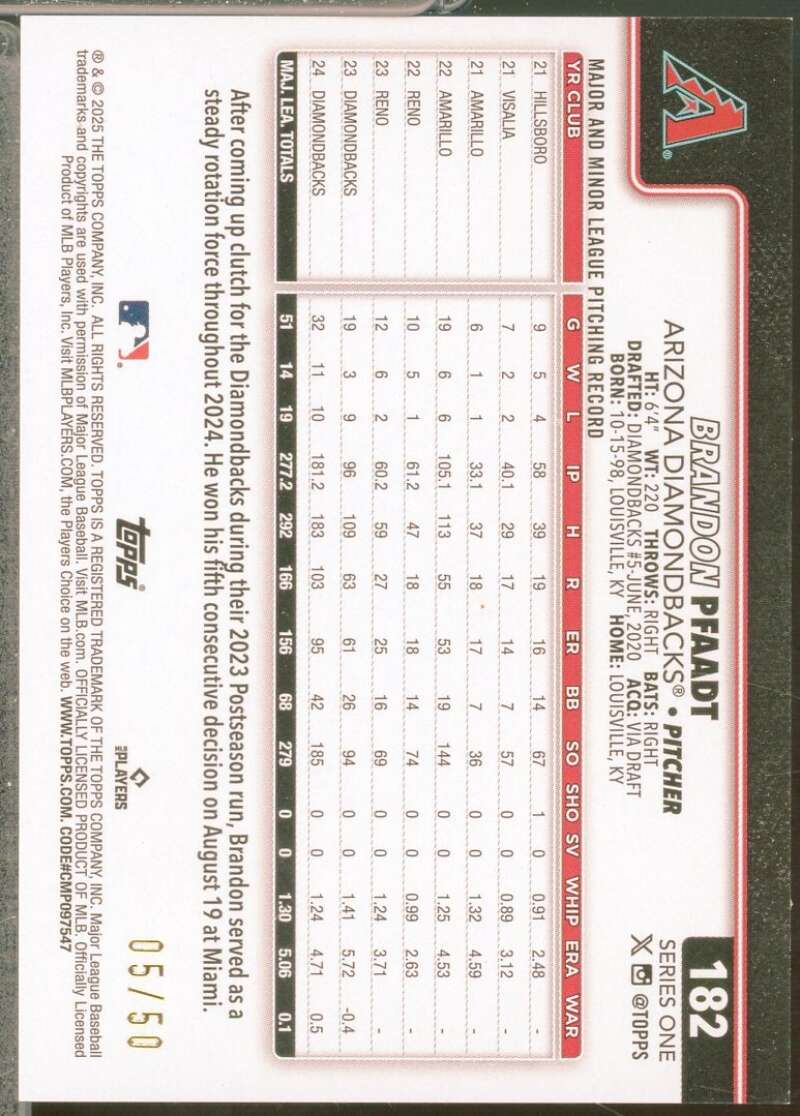 182
SERIES ONE
@TOPPS
BRANDON PFAADT
ARIZONA DIAMONDBACKS® • PITCHER
HT: 6'4" WT: 220 THROWS: RIGHT BATS: RIGHT
DRAFTED: DIAMONDBACKS #5-JUNE, 2020 ACQ: VIA DRAFT
BORN: 10-15-98, LOUISVILLE, KY HOME: LOUISVILLE, KY
MAJOR AND MINOR LEAGUE PITCHING RECORD
YR CLUB G W L IP H R ER BB SO SHO SV WHIP ERA WAR
21 HILLSBORO 9 5 4 58 39 19 16 14 67 1 0 0.91 2.48 -
21 VISALIA 7 2 2 40.1 29 17 14 7 57 0 0 0.89 3.12 -
21 AMARILLO 6 1 1 33.1 37 18 17 7 36 0 0 1.32 4.59 -
22 AMARILLO 19 6 6 105.1 113 55 53 19 144 0 0 1.25 4.53 -
22 RENO 10 5 1 61.2 47 18 18 14 74 0 0 0.99 2.63 -
23 RENO 12 6 2 60.2 59 27 25 16 69 0 0 1.24 3.71 -
23 DIAMONDBACKS 19 3 9 96 109 63 61 26 94 0 0 1.41 5.72 -0.4
24 DIAMONDBACKS 32 11 10 181.2 183 103 95 42 185 0 0 1.24 4.71 0.5
MAJ. LEA. TOTALS 51 14 19 277.2 292 166 156 68 279 0 0 1.30 5.06 0.1
After coming up clutch for the Diamondbacks during their 2023 Postseason run, Brandon served as a
steady rotation force throughout 2024. He won his fifth consecutive decision on August 19 at Miami.
topps®
MLB PLAYERS
05/50
® & © 2025 THE TOPPS COMPANY, INC. ALL RIGHTS RESERVED. TOPPS IS A REGISTERED TRADEMARK OF THE TOPPS COMPANY, INC. Major League Baseball
trademarks and copyrights are used with permission of Major League Baseball. Visit MLB.com. OFFICIALLY LICENSED PRODUCT OF MLB. Officially Licensed
Product of MLB Players, Inc. Visit MLBPLAYERS.COM, the Players Choice on the web. WWW.TOPPS.COM. CODE#CMP097547